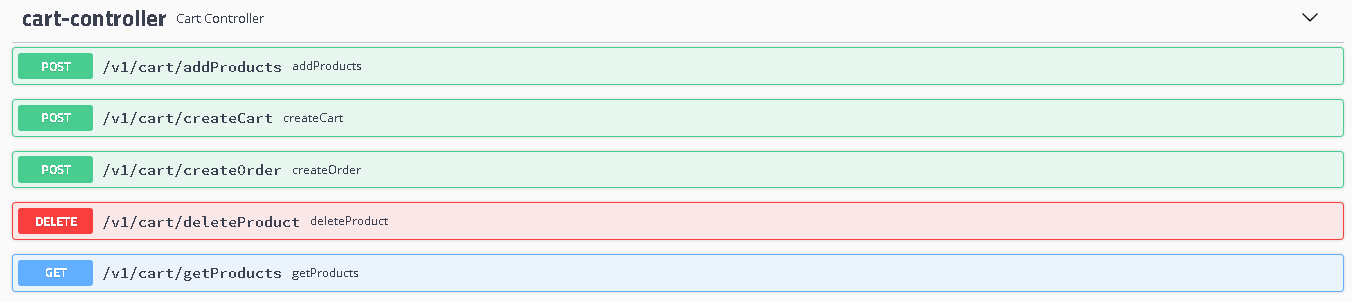 cart-controller Cart Controller
POST /v1/cart/addProducts addProducts
POST /v1/cart/createCart createCart
POST /v1/cart/createOrder createOrder
DELETE /v1/cart/deleteProduct deleteProduct
GET /v1/cart/getProducts getProducts